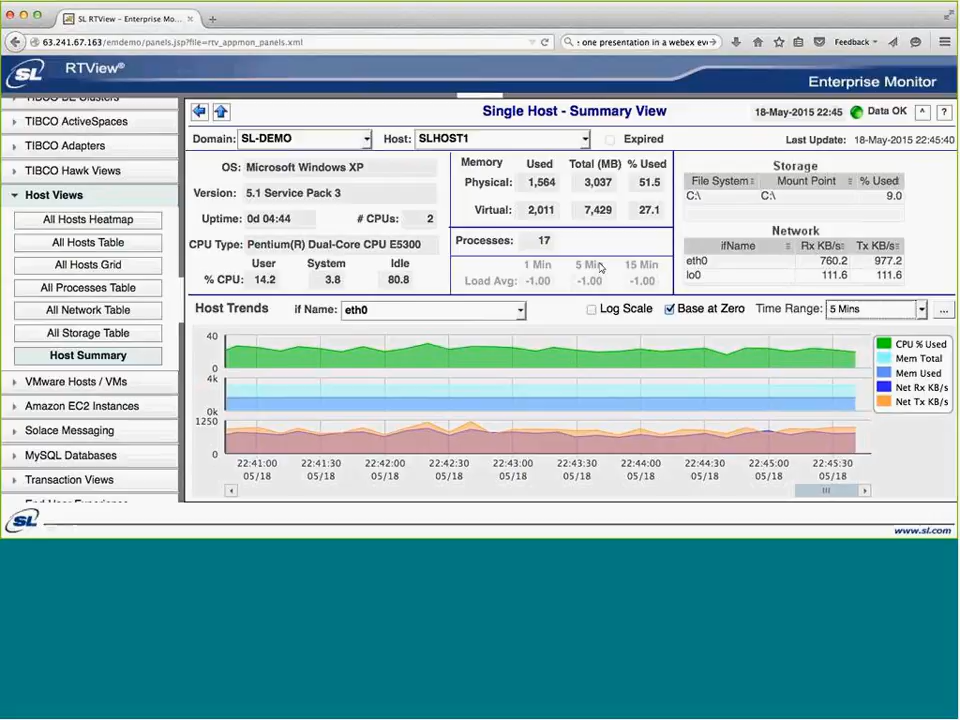 SL RTView – Enterprise Mo... × +
63.241.67.163/emdemo/panels.jsp?file=rtv_appmon_panels.xml
: one presentation in a webex eve
Feedback
SL RTView®
Enterprise Monitor
TIBCO BE Clusters
TIBCO ActiveSpaces
TIBCO Adapters
TIBCO Hawk Views
Host Views
All Hosts Heatmap
All Hosts Table
All Hosts Grid
All Processes Table
All Network Table
All Storage Table
Host Summary
VMware Hosts / VMs
Amazon EC2 Instances
Solace Messaging
MySQL Databases
Transaction Views
End User Experience
Single Host - Summary View
18-May-2015 22:45 Data OK ^ ?
Domain: SL-DEMO Host: SLHOST1 Expired Last Update: 18-May-2015 22:45:40
OS: Microsoft Windows XP
Version: 5.1 Service Pack 3
Uptime: 0d 04:44 # CPUs: 2
CPU Type: Pentium(R) Dual-Core CPU E5300
User System Idle
% CPU: 14.2 3.8 80.8
Memory Used Total (MB) % Used
Physical: 1,564 3,037 51.5
Virtual: 2,011 7,429 27.1
Processes: 17
1 Min 5 Min 15 Min
Load Avg: -1.00 -1.00 -1.00
Storage
File System Mount Point % Used
C:\ C:\ 9.0
Network
ifName Rx KB/s Tx KB/s
eth0 760.2 977.2
lo0 111.6 111.6
Host Trends if Name: eth0 Log Scale Base at Zero Time Range: 5 Mins ...
40
0
4k
0k
1250
0
CPU % Used
Mem Total
Mem Used
Net Rx KB/s
Net Tx KB/s
22:41:00 22:41:30 22:42:00 22:42:30 22:43:00 22:43:30 22:44:00 22:44:30 22:45:00 22:45:30
05/18 05/18 05/18 05/18 05/18 05/18 05/18 05/18 05/18 05/18
SL
www.sl.com